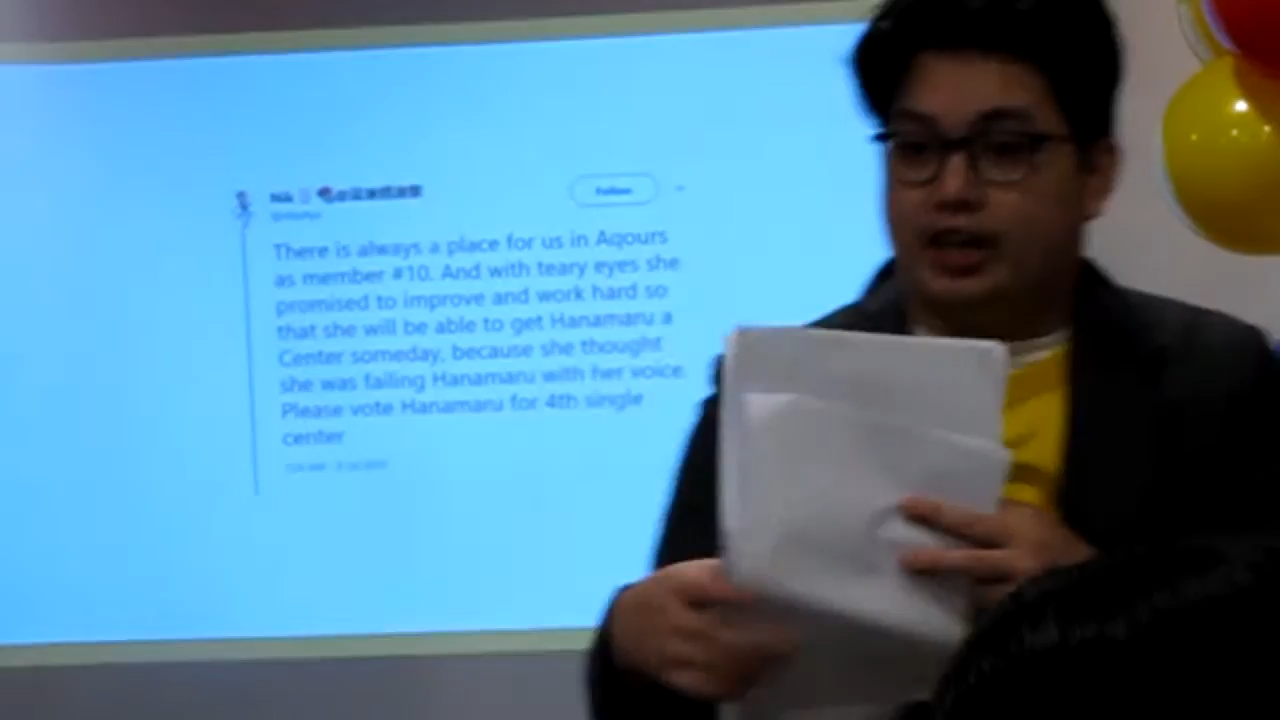 Follow
There is always a place for us in Aqours
as member #10. And with teary eyes she
promised to improve and work hard so
that she will be able to get Hanamaru a
Center someday, because she thought
she was failing Hanamaru with her voice.
Please vote Hanamaru for 4th single
center